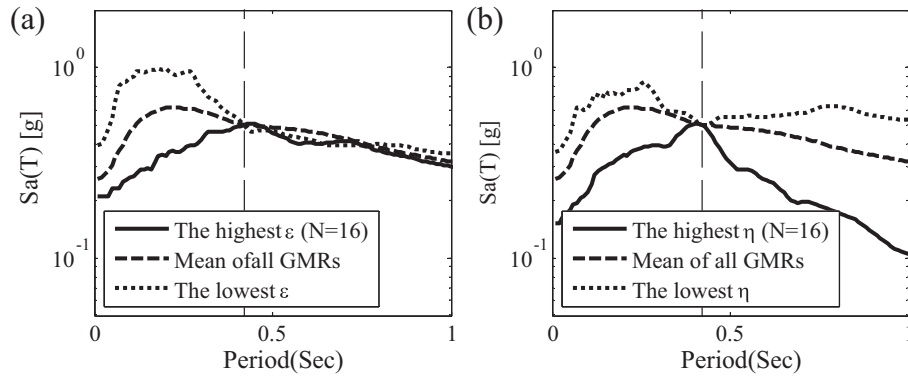 (a)
Sa(T) [g]
10^0
10^-1
The highest ε (N=16)
Mean ofall GMRs
The lowest ε
0 0.5 1
Period(Sec)
(b)
Sa(T) [g]
10^0
10^-1
The highest η (N=16)
Mean of all GMRs
The lowest η
0 0.5 1
Period(Sec)